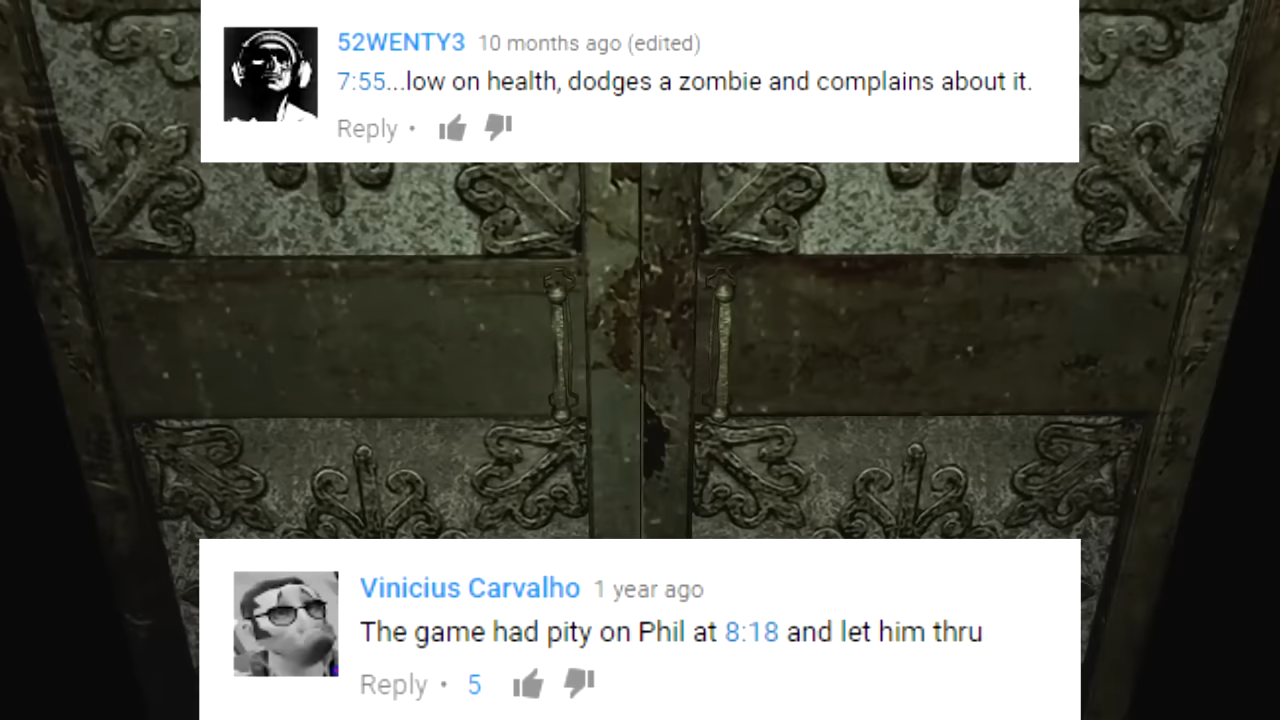 52WENTY3 10 months ago (edited)
7:55...low on health, dodges a zombie and complains about it.
Reply •
Vinicius Carvalho 1 year ago
The game had pity on Phil at 8:18 and let him thru
Reply • 5